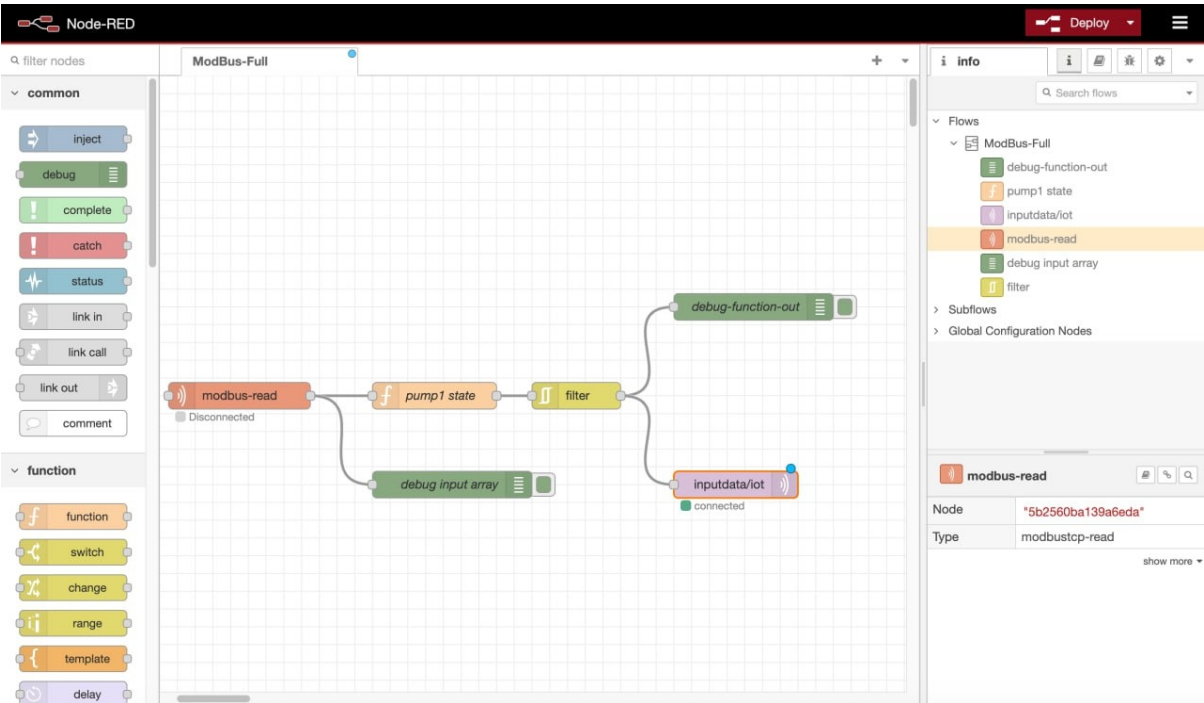 Node-RED
Deploy
filter nodes
common
inject
debug
complete
catch
status
link in
link call
link out
comment
function
function
switch
change
range
template
delay
ModBus-Full
modbus-read
Disconnected
pump1 state
filter
debug-function-out
debug input array
inputdata/iot
connected
i info
Search flows
Flows
ModBus-Full
debug-function-out
pump1 state
inputdata/iot
modbus-read
debug input array
filter
Subflows
Global Configuration Nodes
modbus-read
Node "5b2560ba139a6eda"
Type modbustcp-read
show more